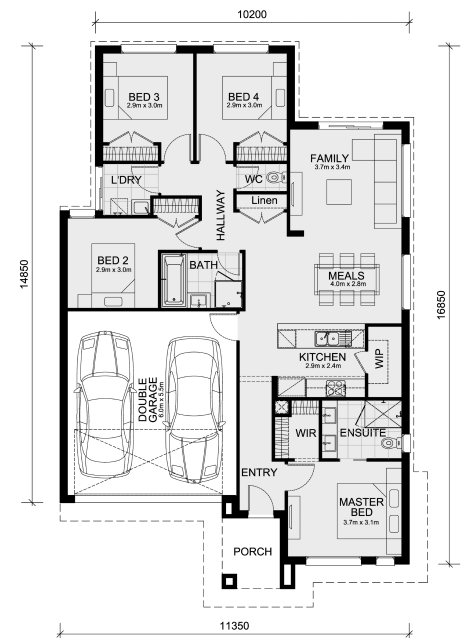 10200
BED 3
2.9m x 3.0m
BED 4
2.9m x 3.0m
FAMILY
3.7m x 3.4m
L'DRY
WC
Linen
HALLWAY
BED 2
2.9m x 3.0m
BATH
MEALS
4.0m x 2.8m
14850
16850
KITCHEN
2.9m x 2.4m
WIP
DOUBLE
GARAGE
6.0m x 5.5m
WIR
ENSUITE
ENTRY
MASTER
BED
3.7m x 3.1m
PORCH
11350